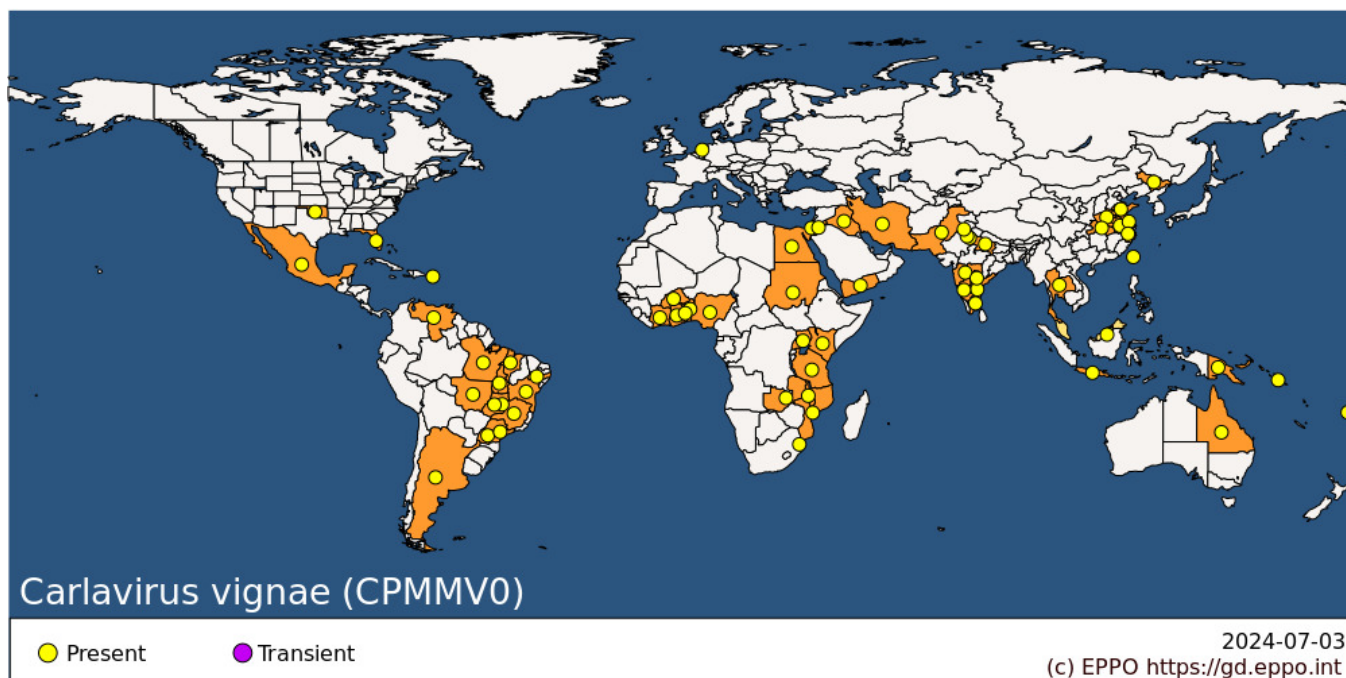 Carlavirus vignae (CPMMV0)
Present
Transient
2024-07-03
(c) EPPO https://gd.eppo.int